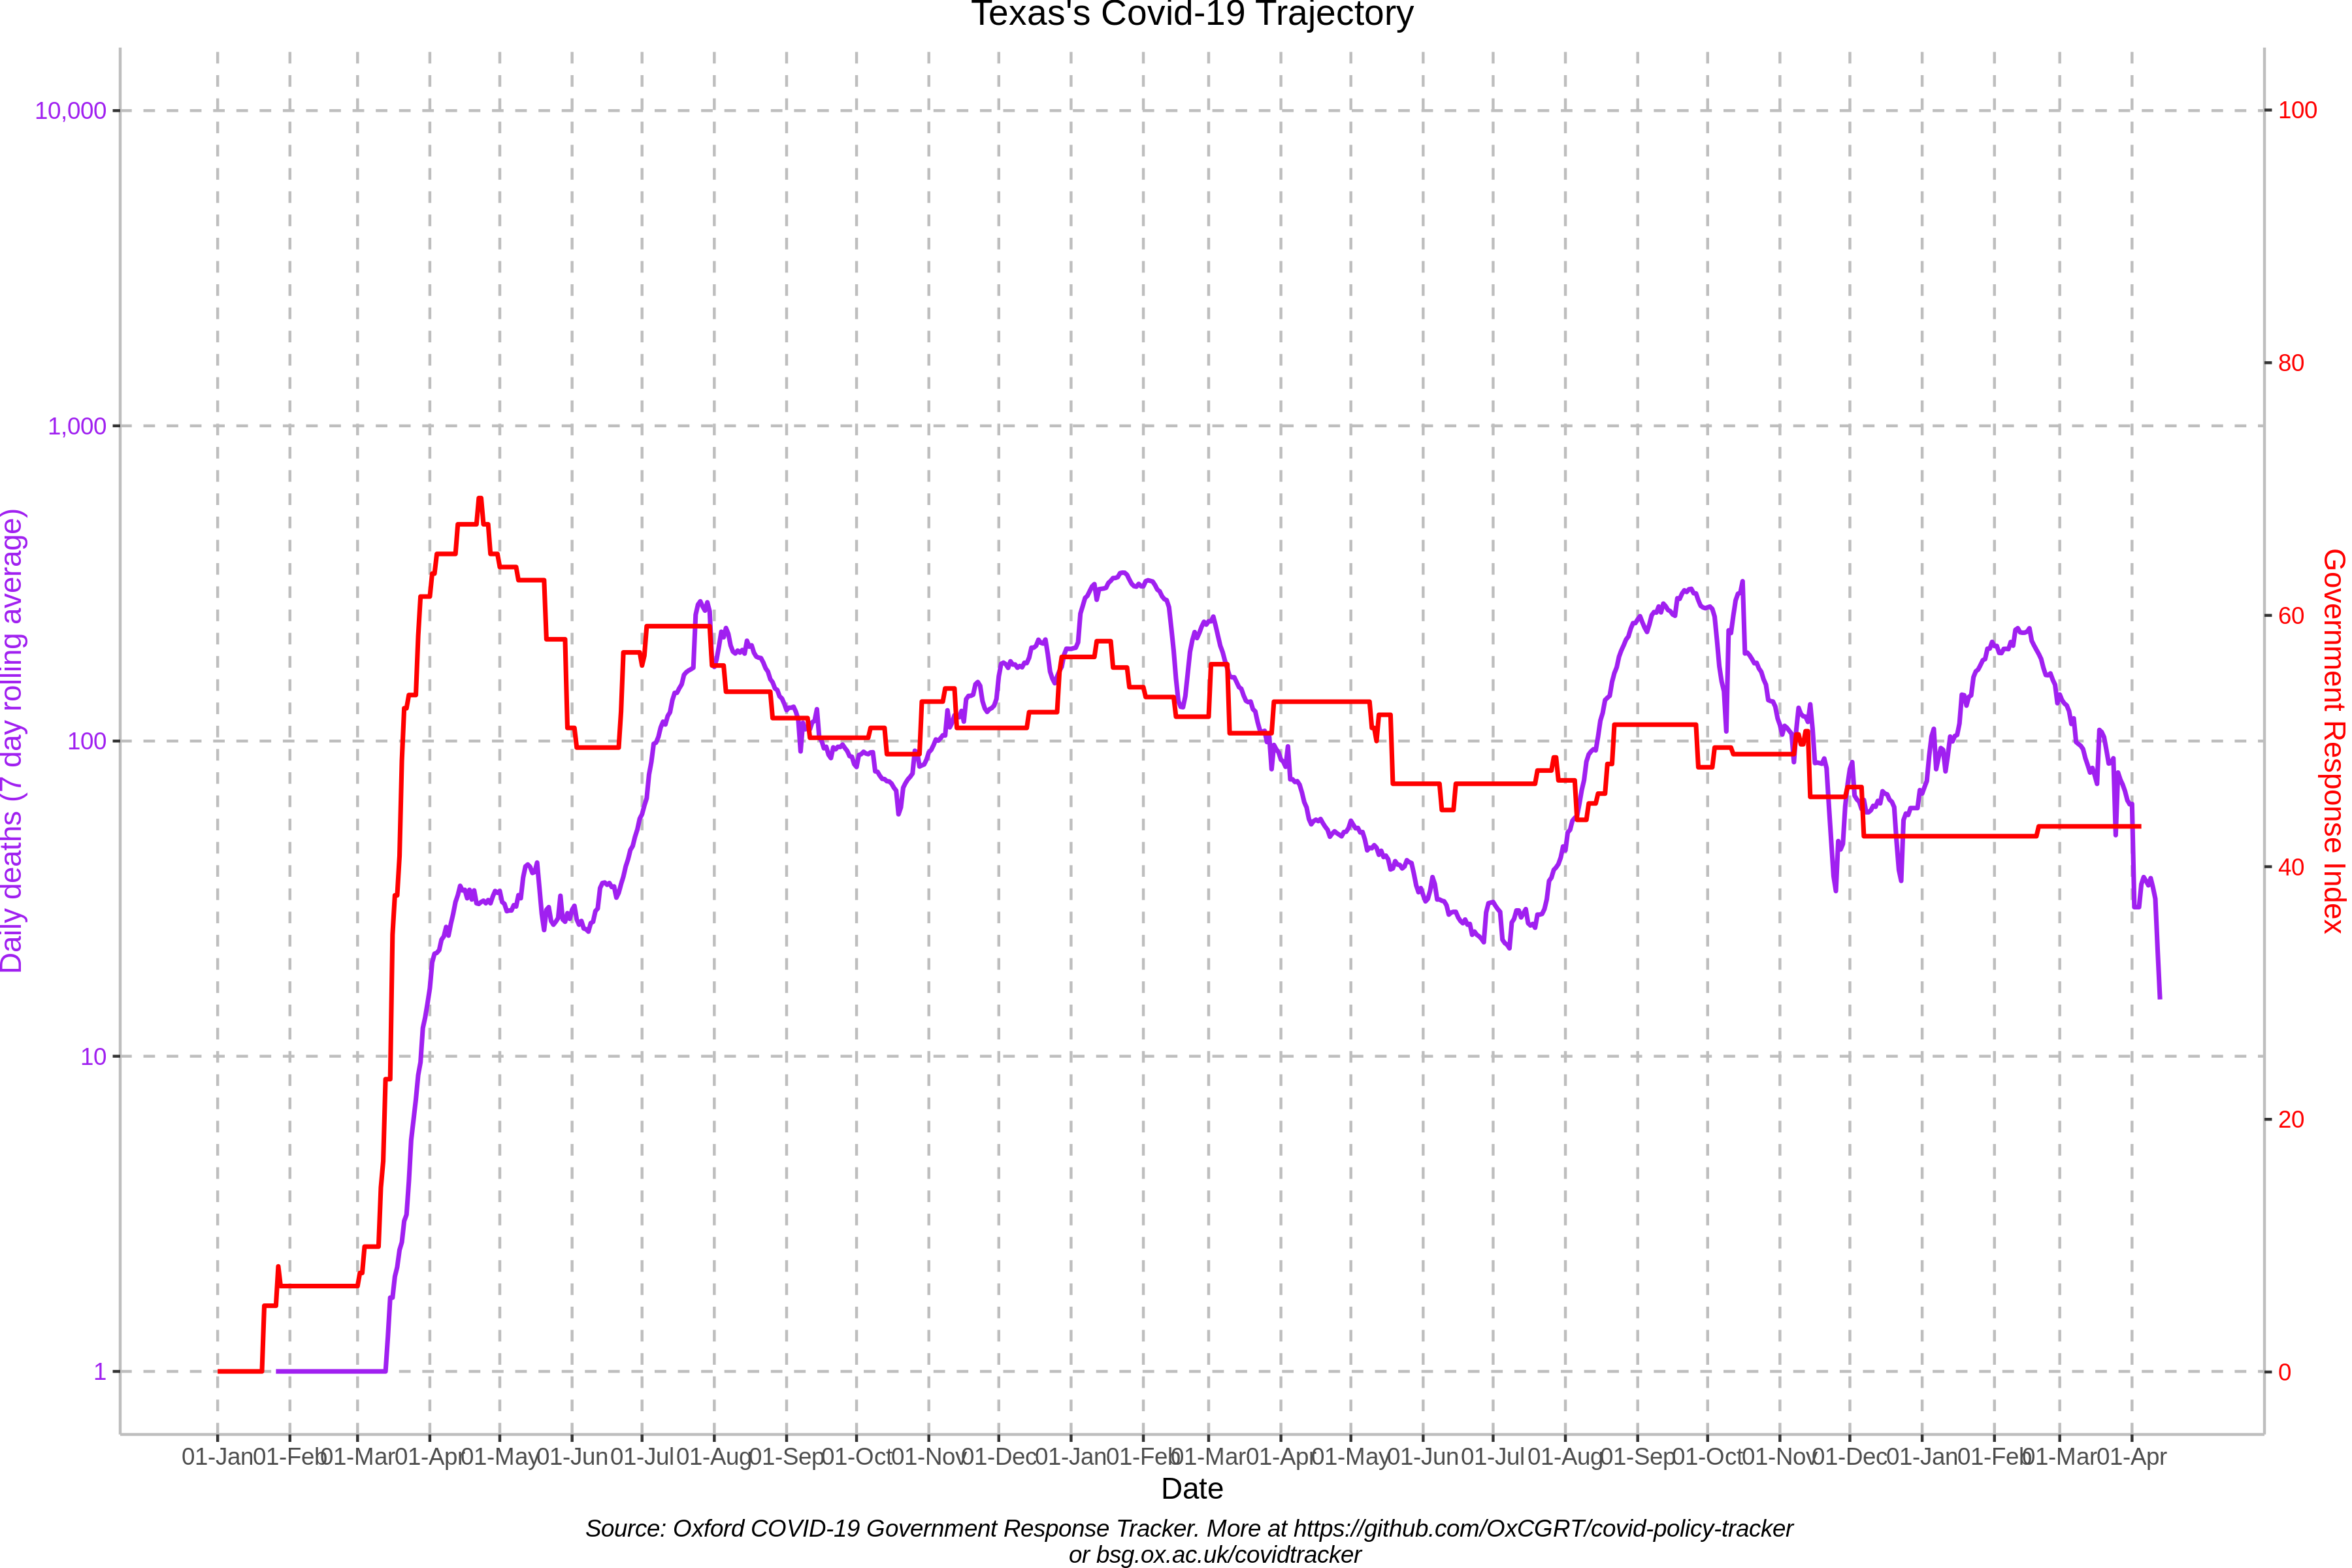 Texas's Covid-19 Trajectory
10,000
1,000
100
10
1
Daily deaths (7 day rolling average)
100
80
60
40
20
0
Government Response Index
01-Jan 01-Feb 01-Mar 01-Apr 01-May 01-Jun 01-Jul 01-Aug 01-Sep 01-Oct 01-Nov 01-Dec 01-Jan 01-Feb 01-Mar 01-Apr 01-May 01-Jun 01-Jul 01-Aug 01-Sep 01-Oct 01-Nov 01-Dec 01-Jan 01-Feb 01-Mar 01-Apr
Date
Source: Oxford COVID-19 Government Response Tracker. More at https://github.com/OxCGRT/covid-policy-tracker
or bsg.ox.ac.uk/covidtracker